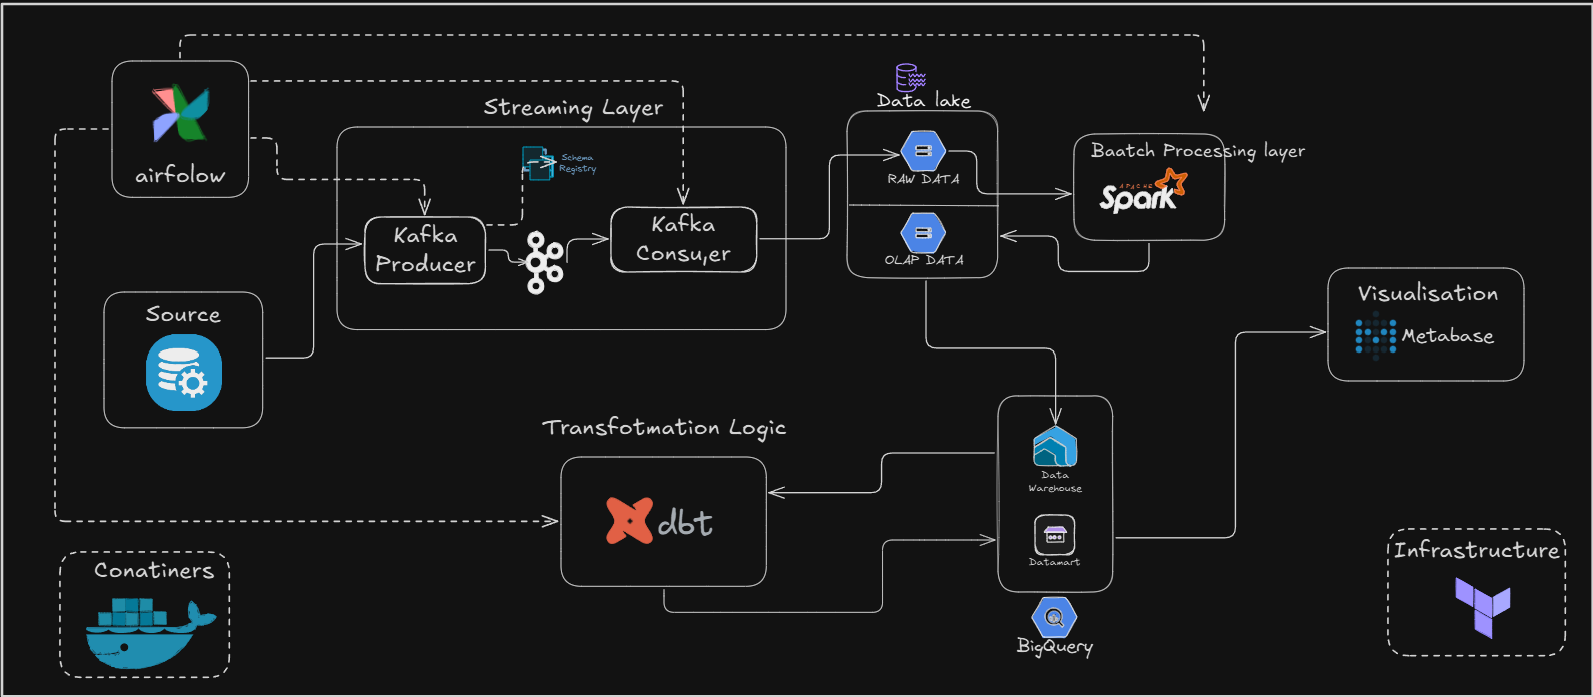 airfolow
Streaming Layer
Schema
Registry
Kafka
Producer
Kafka
Consu,er
Data lake
RAW DATA
OLAP DATA
Baatch Processing layer
APACHE
Spark
Source
Visualisation
Metabase
Transfotmation Logic
dbt
Data
Warehouse
Datamart
BigQuery
Conatiners
Infrastructure